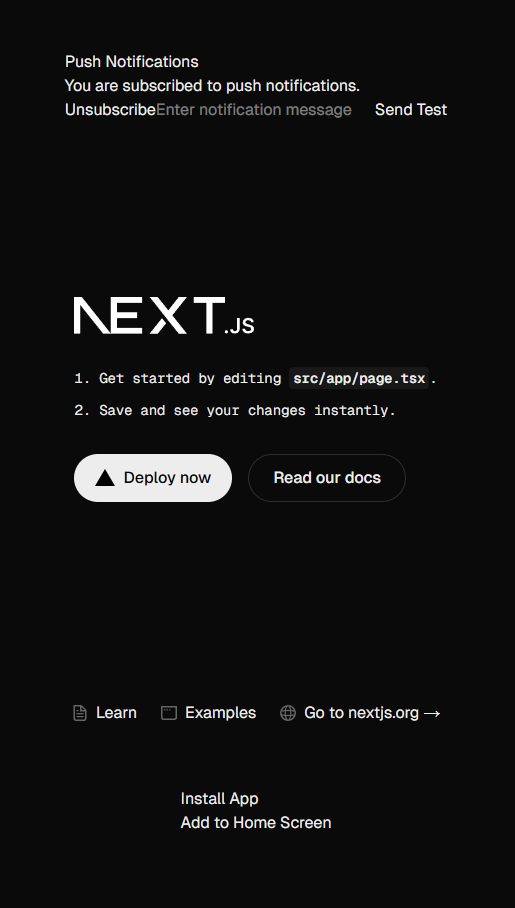 Push Notifications
You are subscribed to push notifications.
Unsubscribe Enter notification message Send Test
NEXT.JS
1. Get started by editing src/app/page.tsx.
2. Save and see your changes instantly.
Deploy now Read our docs
Learn Examples Go to nextjs.org →
Install App
Add to Home Screen